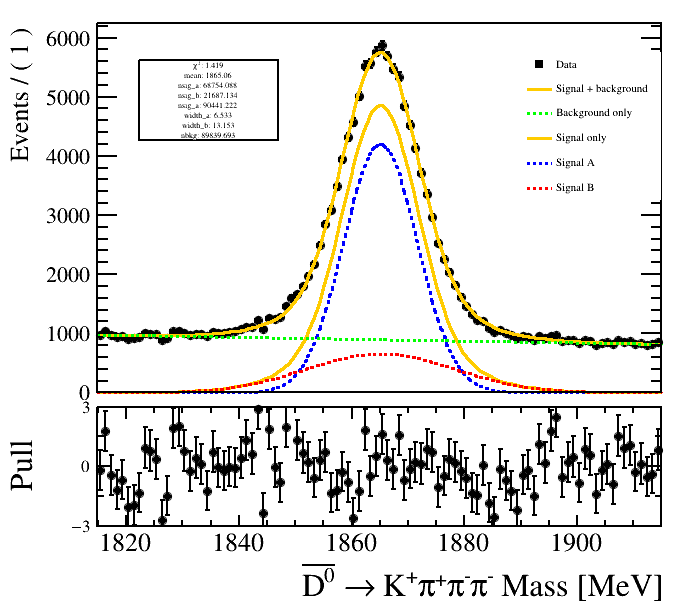 6000
5000
4000
3000
2000
1000
0
Events / ( 1 )
χ²: 1.419
mean: 1865.06
nsig_a: 68754.088
nsig_b: 21687.134
nsig_a: 90441.222
width_a: 6.533
width_b: 13.153
nbkg: 89839.693
Data
Signal + background
Background only
Signal only
Signal A
Signal B
3
0
−3
Pull
1820 1840 1860 1880 1900
D̅⁰ → K⁺π⁺π⁻π⁻ Mass [MeV]